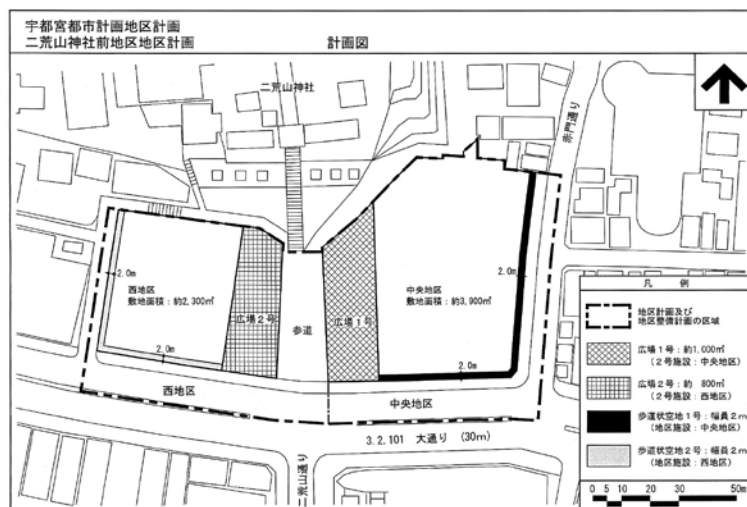 宇都宮都市計画地区計画
二荒山神社前地区地区計画
計画図
二荒山神社
赤門通り
2.0m
西地区
敷地面積：約2,300㎡
広場２号
参道
広場１号
中央地区
敷地面積：約3,900㎡
2.0m
2.0m
2.0m
西地区
中央地区
3.2.101 大通り (30m)
二荒山通り
凡 例
地区計画及び
地区整備計画の区域
広場１号：約1,000㎡
（２号施設：中央地区）
広場２号：約 800㎡
（２号施設：西地区）
歩道状空地１号：幅員２m
（地区施設：中央地区）
歩道状空地２号：幅員２m
（地区施設：西地区）
0 5 10 20 30 50m